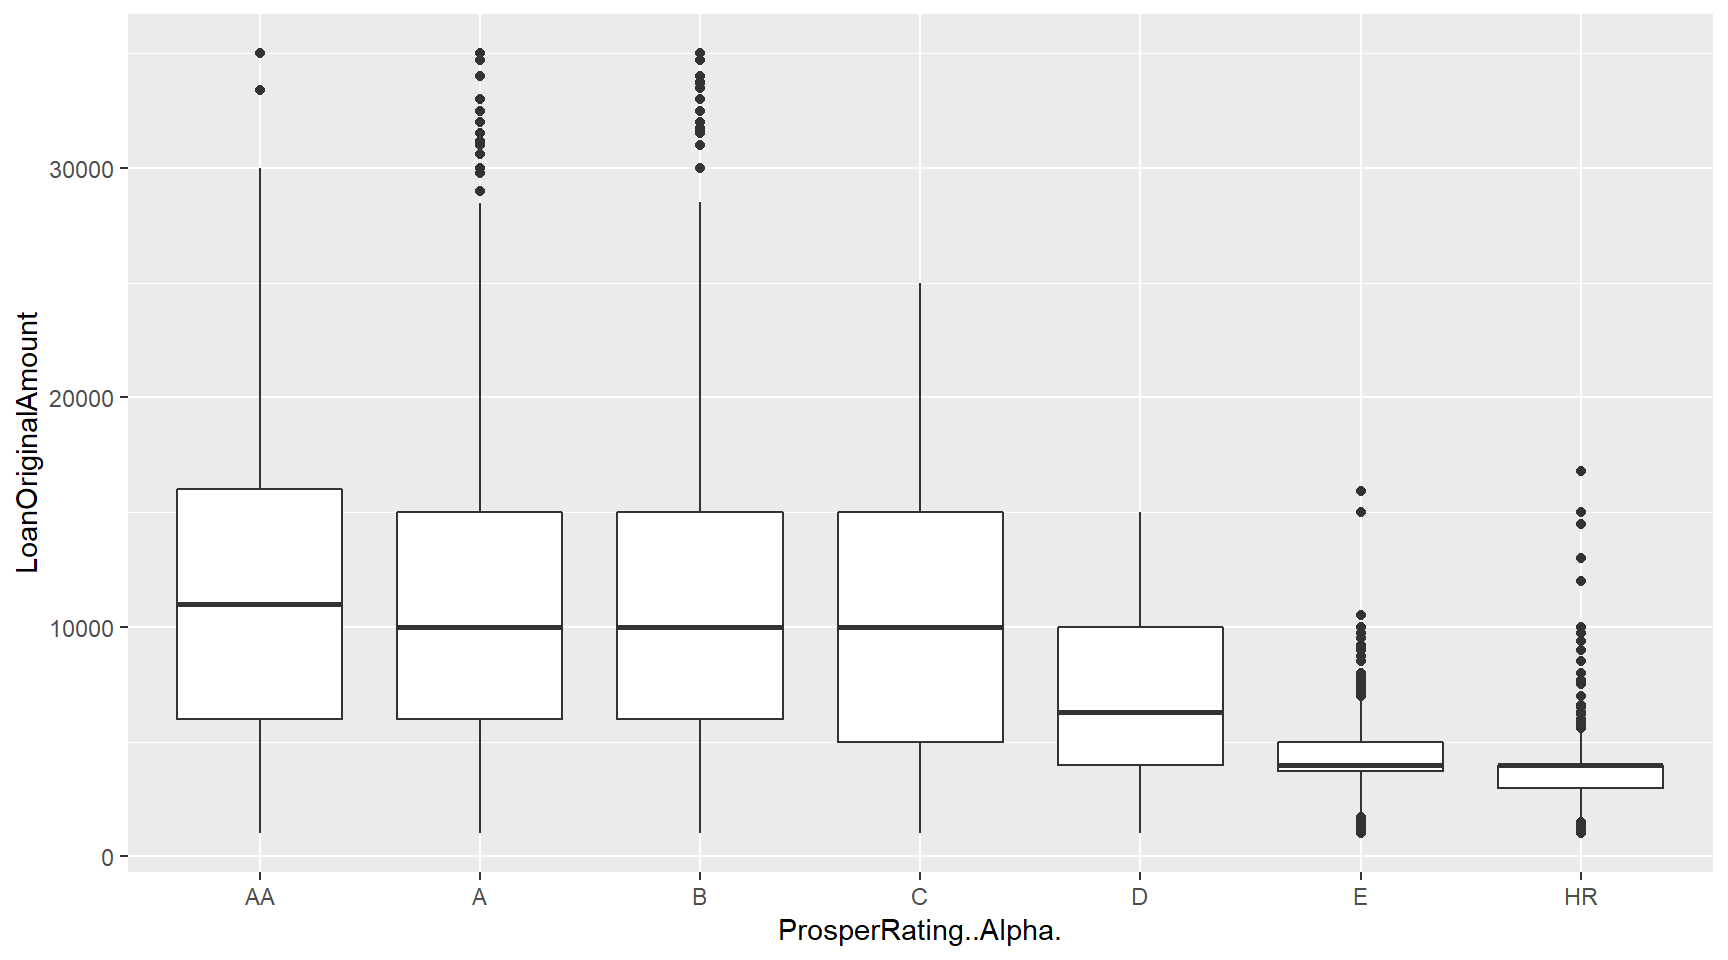 LoanOriginalAmount
30000
20000
10000
0
AA A B C D E HR
ProsperRating..Alpha.